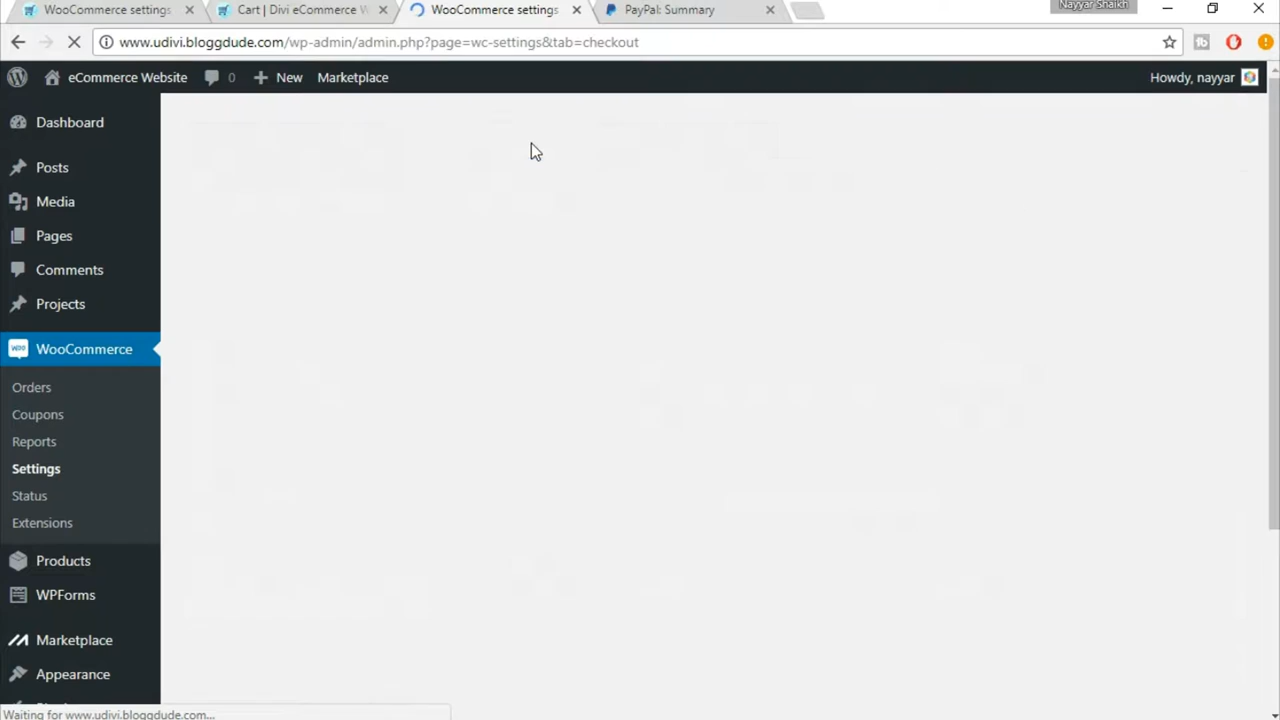 WooCommerce settings
Cart | Divi eCommerce W
WooCommerce settings
PayPal: Summary
Nayyar Shaikh
www.udivi.bloggdude.com/wp-admin/admin.php?page=wc-settings&tab=checkout
eCommerce Website
0
New
Marketplace
Howdy, nayyar
Dashboard
Posts
Media
Pages
Comments
Projects
WooCommerce
Orders
Coupons
Reports
Settings
Status
Extensions
Products
WPForms
Marketplace
Appearance
Waiting for www.udivi.bloggdude.com...